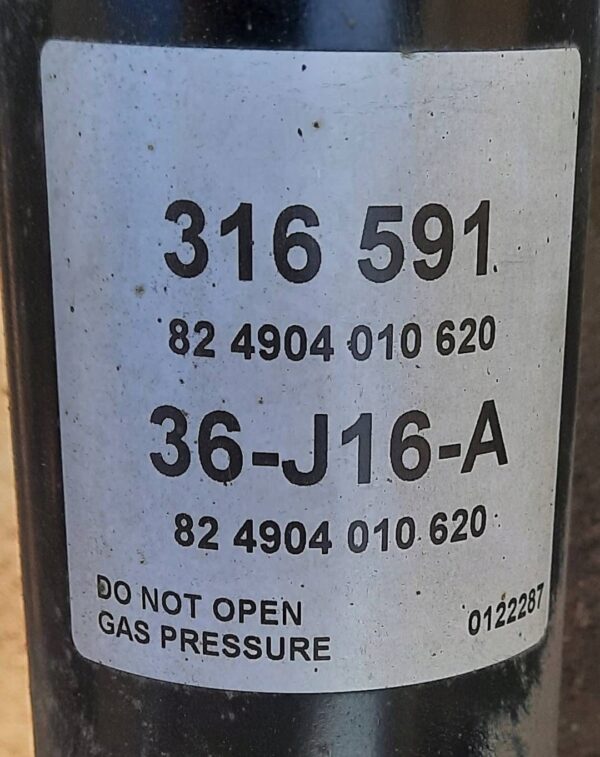 316 591
82 4904 010 620
36-J16-A
82 4904 010 620
DO NOT OPEN
GAS PRESSURE
0122287